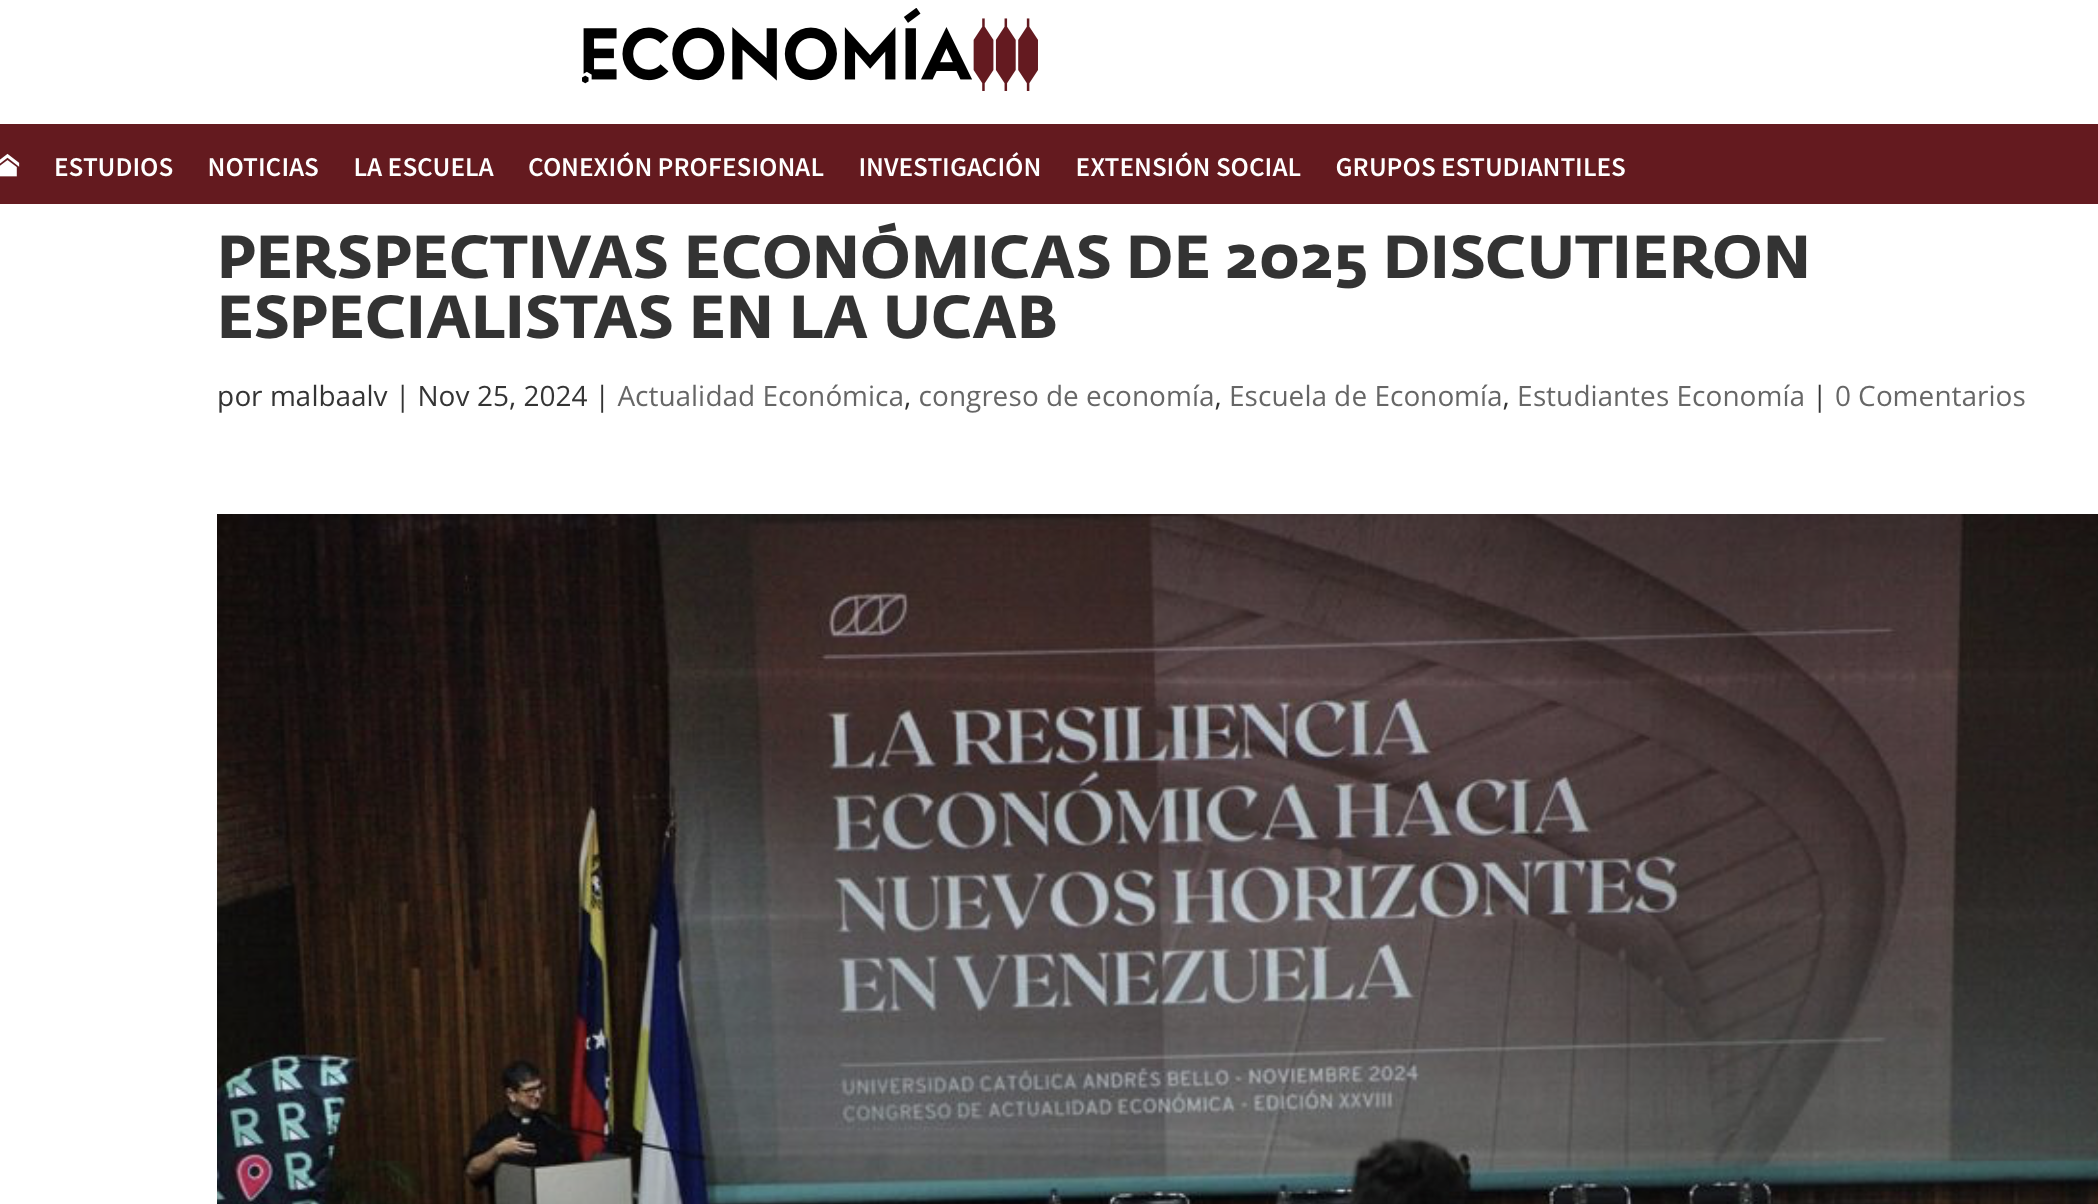 ECONOMÍA
ESTUDIOS NOTICIAS LA ESCUELA CONEXIÓN PROFESIONAL INVESTIGACIÓN EXTENSIÓN SOCIAL GRUPOS ESTUDIANTILES
PERSPECTIVAS ECONÓMICAS DE 2025 DISCUTIERON
ESPECIALISTAS EN LA UCAB
por malbaalv | Nov 25, 2024 | Actualidad Económica, congreso de economía, Escuela de Economía, Estudiantes Economía | 0 Comentarios
LA RESILIENCIA
ECONÓMICA HACIA
NUEVOS HORIZONTES
EN VENEZUELA
UNIVERSIDAD CATÓLICA ANDRÉS BELLO - NOVIEMBRE 2024
CONGRESO DE ACTUALIDAD ECONÓMICA - EDICIÓN XXVIII
R R R
R R R
R